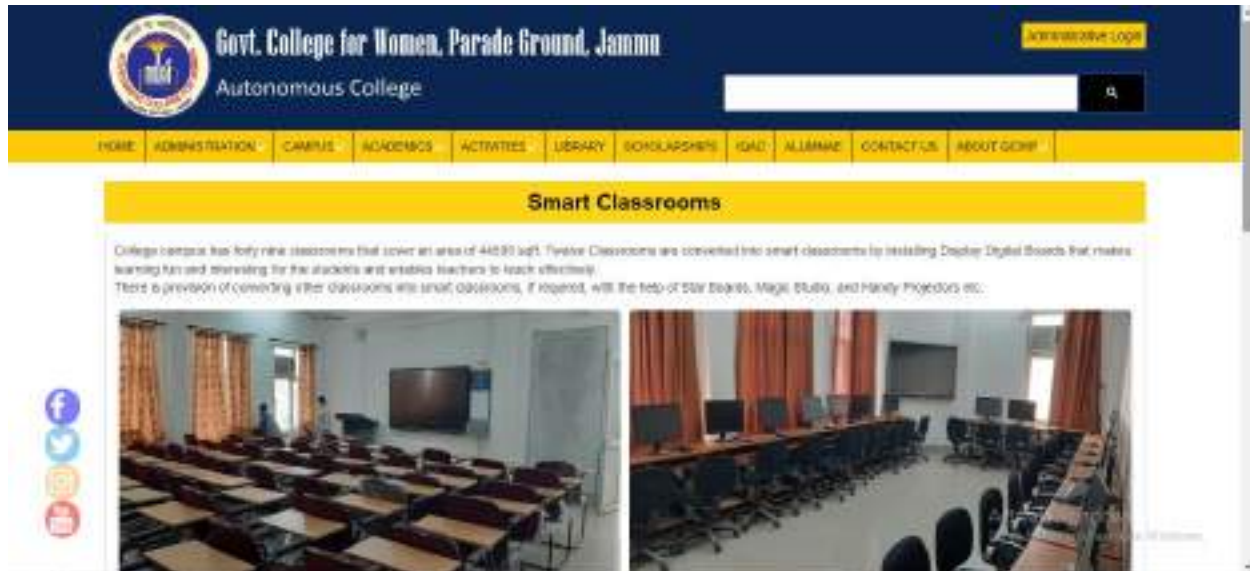 Govt. College for Women, Parade Ground, Jammu
Administrative Login
Autonomous College
HOME ADMINISTRATION CAMPUS ACADEMICS ACTIVITIES LIBRARY SCHOLARSHIPS IQAC ALUMNAE CONTACT US ABOUT GCWP
Smart Classrooms
College campus has forty nine classrooms that cover an area of sqft. Twelve Classrooms are converted into smart classrooms by installing Display Digital Boards that makes
learning fun and interesting for the students and enables teachers to teach effectively.
There is provision of converting other classrooms into smart classrooms, if required, with the help of Star Boards, Magic Studio, and Handy Projectors etc.